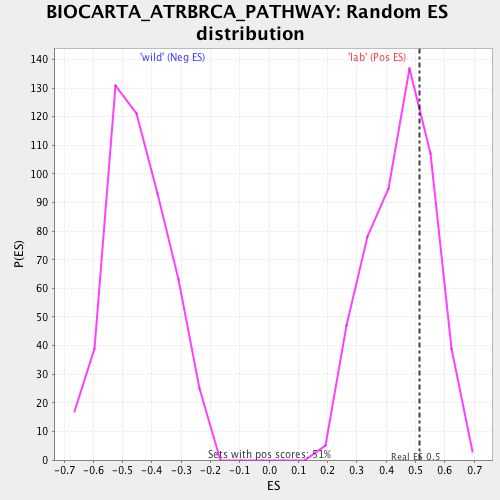 BIOCARTA_ATRBRCA_PATHWAY: Random ES
distribution
'wild' (Neg ES)
'lab' (Pos ES)
140
130
120
110
100
90
80
70
60
50
40
30
20
10
0
P(ES)
Sets with pos scores: 51%
Real ES 0.5
-0.7 -0.6 -0.5 -0.4 -0.3 -0.2 -0.1 0.0 0.1 0.2 0.3 0.4 0.5 0.6 0.7
ES